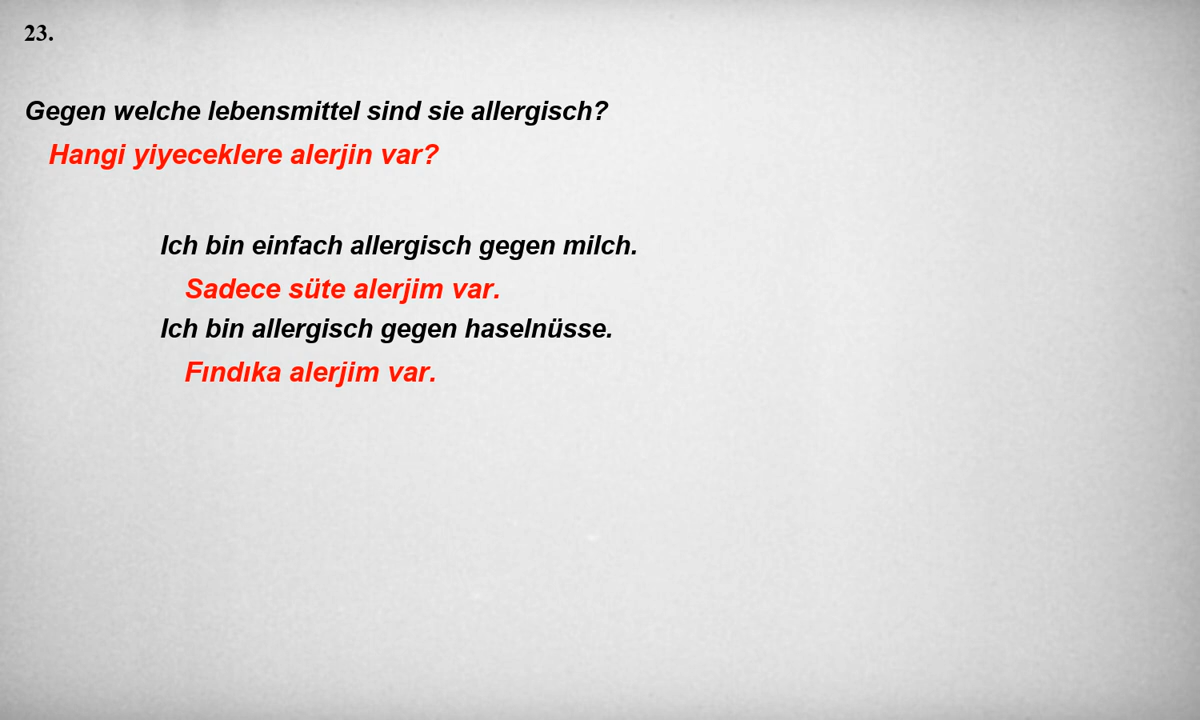 23.
Gegen welche lebensmittel sind sie allergisch?
Hangi yiyeceklere alerjin var?
Ich bin einfach allergisch gegen milch.
Sadece süte alerjim var.
Ich bin allergisch gegen haselnüsse.
Fındıka alerjim var.